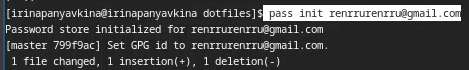 [irinapanyavkina@irinapanyavkina dotfiles]$ pass init renrrurenrru@gmail.com
Password store initialized for renrrurenrru@gmail.com
[master 799f9ac] Set GPG id to renrrurenrru@gmail.com.
1 file changed, 1 insertion(+), 1 deletion(-)